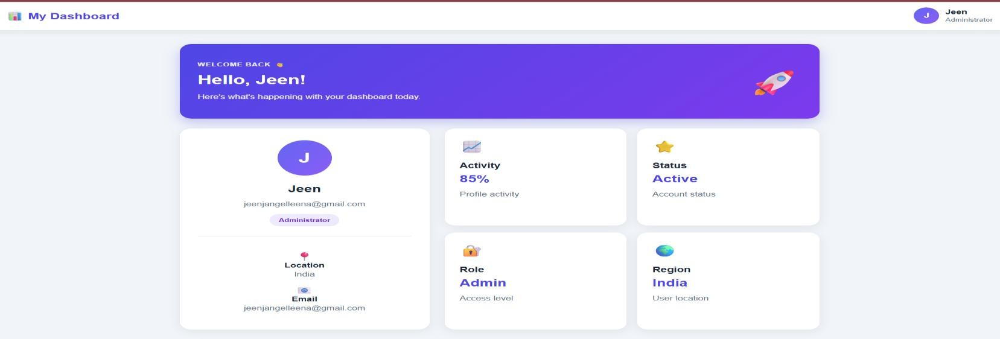 My Dashboard
J
Jeen
Administrator
WELCOME BACK 👋
Hello, Jeen!
Here's what's happening with your dashboard today.
J
Jeen
jeenjangelleena@gmail.com
Administrator
Location
India
Email
jeenjangelleena@gmail.com
Activity
85%
Profile activity
Status
Active
Account status
Role
Admin
Access level
Region
India
User location